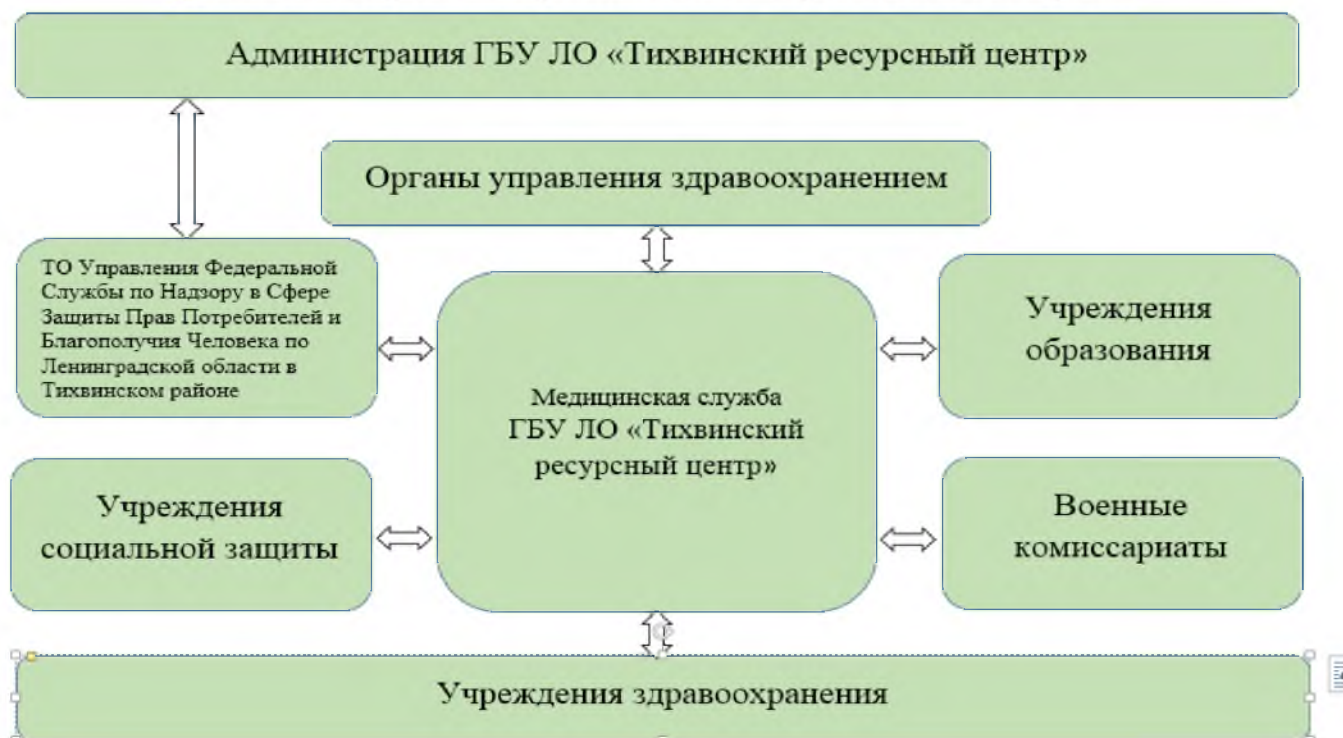 Администрация ГБУ ЛО «Тихвинский ресурсный центр»
Органы управления здравоохранением
ТО Управления Федеральной
Службы по Надзору в Сфере
Защиты Прав Потребителей и
Благополучия Человека по
Ленинградской области в
Тихвинском районе
Учреждения
образования
Медицинская служба
ГБУ ЛО «Тихвинский
ресурсный центр»
Учреждения
социальной защиты
Военные
комиссариаты
Учреждения здравоохранения